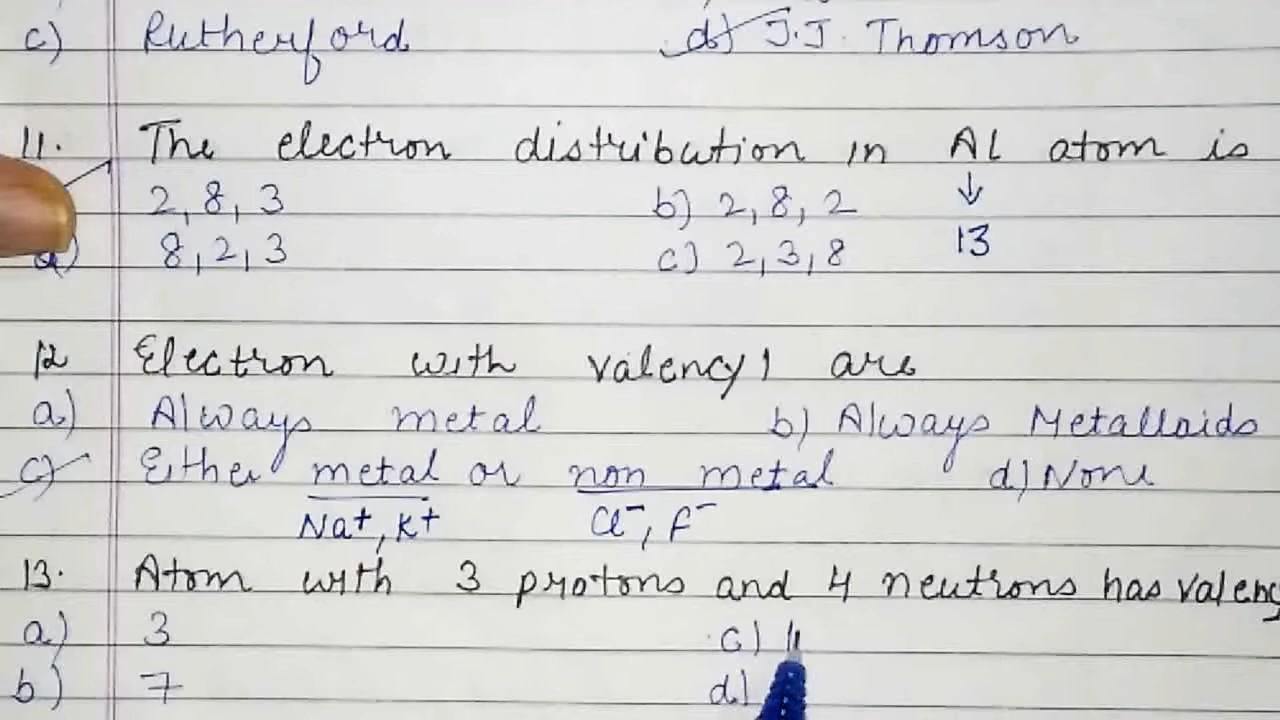 c) Rutherford d) J.J. Thomson
11. The electron distribution in Al atom is
2, 8, 3 b) 2, 8, 2 ↓
d) 8, 2, 3 c) 2, 3, 8 13
12 Electron with valency 1 are
a) Always metal b) Always Metalloids
c) Either metal or non metal d) None
Na+, K+ Cl-, F-
13. Atom with 3 protons and 4 neutrons has valency
a) 3 c)
b) 7 d)